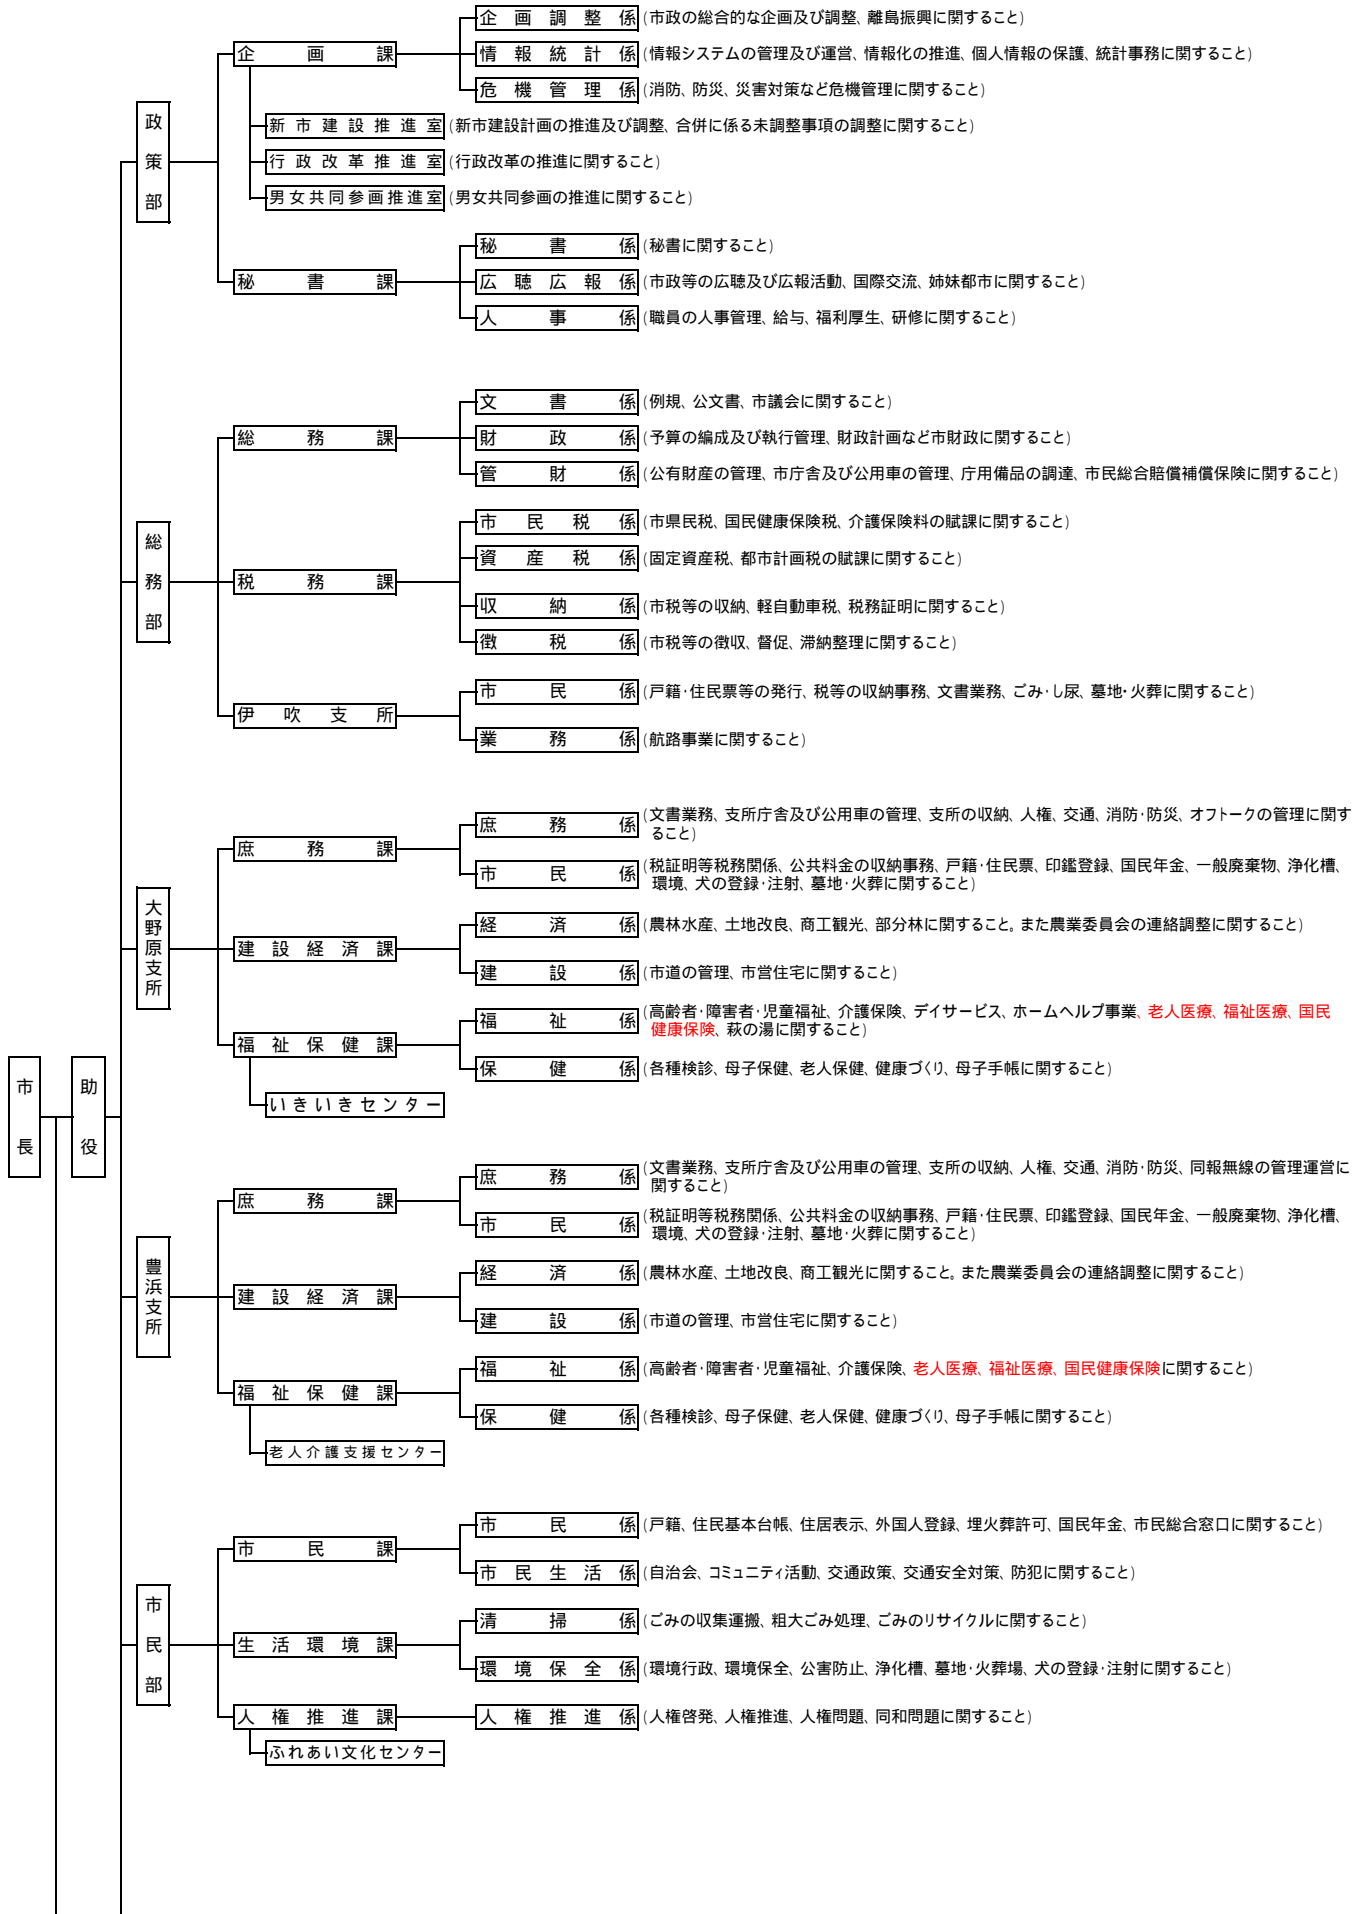 企画調整係(市政の総合的な企画及び調整、離島振興に関すること)
企画課
情報統計係(情報システムの管理及び運営、情報化の推進、個人情報の保護、統計事務に関すること)
危機管理係(消防、防災、災害対策など危機管理に関すること)
政策部
新市建設推進室(新市建設計画の推進及び調整、合併に係る未調整事項の調整に関すること)
行政改革推進室(行政改革の推進に関すること)
男女共同参画推進室(男女共同参画の推進に関すること)
秘書係(秘書に関すること)
秘書課
広聴広報係(市政等の広聴及び広報活動、国際交流、姉妹都市に関すること)
人事係(職員の人事管理、給与、福利厚生、研修に関すること)
文書係(例規、公文書、市議会に関すること)
総務課
財政係(予算の編成及び執行管理、財政計画など市財政に関すること)
管財係(公有財産の管理、市庁舎及び公用車の管理、庁用備品の調達、市民総合賠償補償保険に関すること)
総務部
市民税係(市県民税、国民健康保険税、介護保険料の賦課に関すること)
資産税係(固定資産税、都市計画税の賦課に関すること)
税務課
収納係(市税等の収納、軽自動車税、税務証明に関すること)
徴税係(市税等の徴収、督促、滞納整理に関すること)
市民係(戸籍・住民票等の発行、税等の収納事務、文書業務、ごみ・し尿、墓地・火葬に関すること)
伊吹支所
業務係(航路事業に関すること)
庶務係(文書業務、支所庁舎及び公用車の管理、支所の収納、人権、交通、消防・防災、オフトークの管理に関す
ること)
庶務課
市民係(税証明等税務関係、公共料金の収納事務、戸籍・住民票、印鑑登録、国民年金、一般廃棄物、浄化槽、
環境、犬の登録・注射、墓地・火葬に関すること)
大野原支所
経済係(農林水産、土地改良、商工観光、部分林に関すること。また農業委員会の連絡調整に関すること)
建設経済課
建設係(市道の管理、市営住宅に関すること)
福祉係(高齢者・障害者・児童福祉、介護保険、デイサービス、ホームヘルプ事業、老人医療、福祉医療、国民
健康保険、萩の湯に関すること)
福祉保健課
保健係(各種検診、母子保健、老人保健、健康づくり、母子手帳に関すること)
いきいきセンター
市長
助役
庶務係(文書業務、支所庁舎及び公用車の管理、支所の収納、人権、交通、消防・防災、同報無線の管理運営に
関すること)
庶務課
市民係(税証明等税務関係、公共料金の収納事務、戸籍・住民票、印鑑登録、国民年金、一般廃棄物、浄化槽、
環境、犬の登録・注射、墓地・火葬に関すること)
豊浜支所
経済係(農林水産、土地改良、商工観光に関すること。また農業委員会の連絡調整に関すること)
建設経済課
建設係(市道の管理、市営住宅に関すること)
福祉係(高齢者・障害者・児童福祉、介護保険、老人医療、福祉医療、国民健康保険に関すること)
福祉保健課
保健係(各種検診、母子保健、老人保健、健康づくり、母子手帳に関すること)
老人介護支援センター
市民係(戸籍、住民基本台帳、住居表示、外国人登録、埋火葬許可、国民年金、市民総合窓口に関すること)
市民課
市民生活係(自治会、コミュニティ活動、交通政策、交通安全対策、防犯に関すること)
市民部
清掃係(ごみの収集運搬、粗大ごみ処理、ごみのリサイクルに関すること)
生活環境課
環境保全係(環境行政、環境保全、公害防止、浄化槽、墓地・火葬場、犬の登録・注射に関すること)
人権推進課
人権推進係(人権啓発、人権推進、人権問題、同和問題に関すること)
ふれあい文化センター